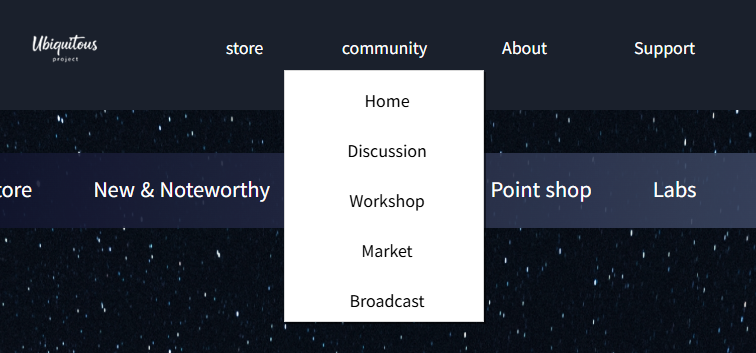 Ubiquitous
project
store
community
About
Support
Home
Discussion
Workshop
Market
Broadcast
tore
New & Noteworthy
Point shop
Labs